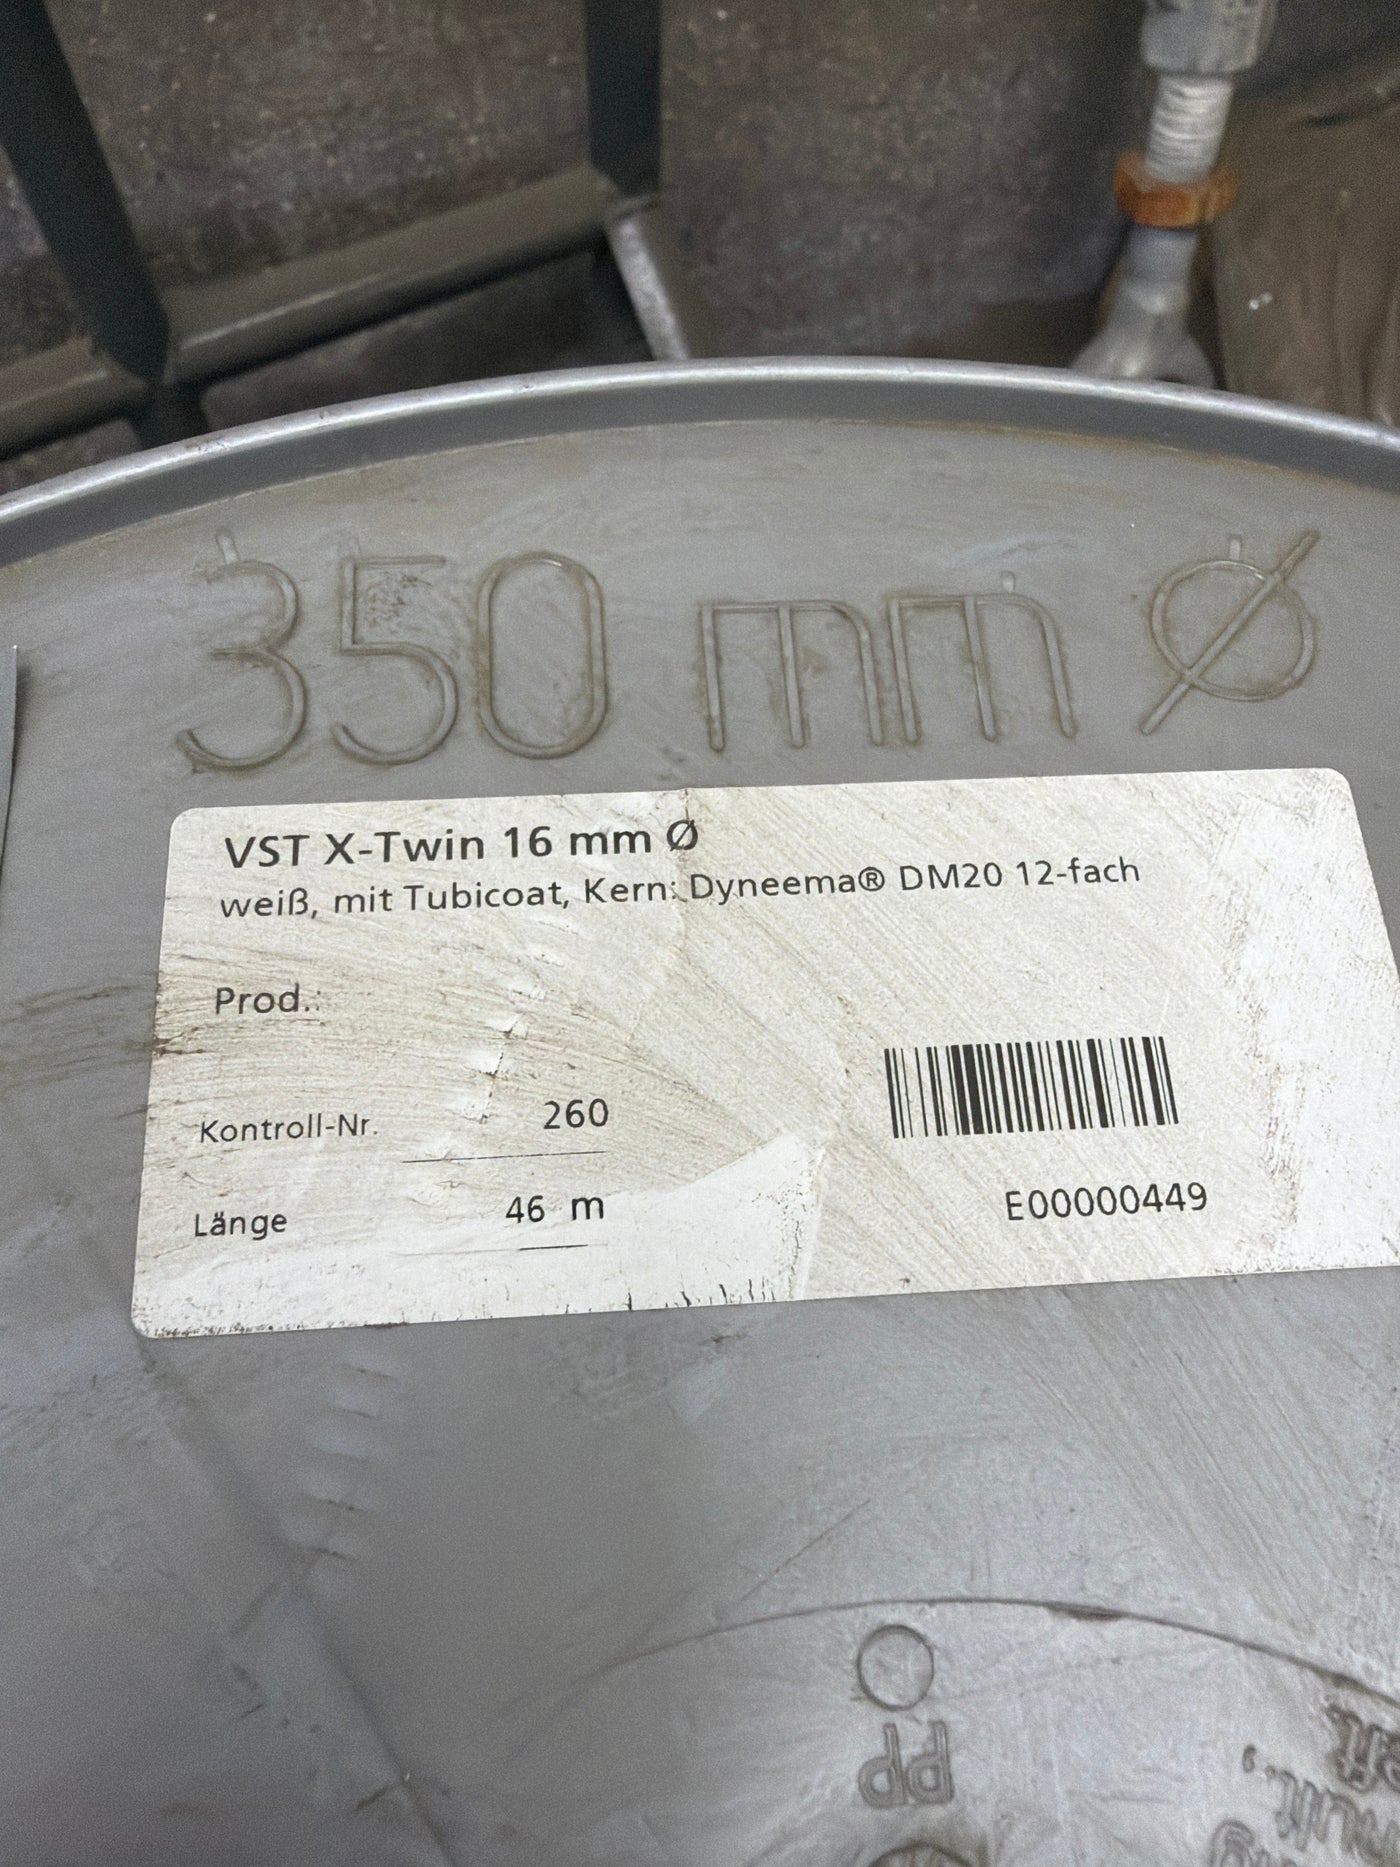 350 mm Ø
VST X-Twin 16 mm Ø
weiß, mit Tubicoat, Kern: Dyneema® DM20 12-fach
Prod.:
Kontroll-Nr. 260
Länge 46 m
E00000449
PP